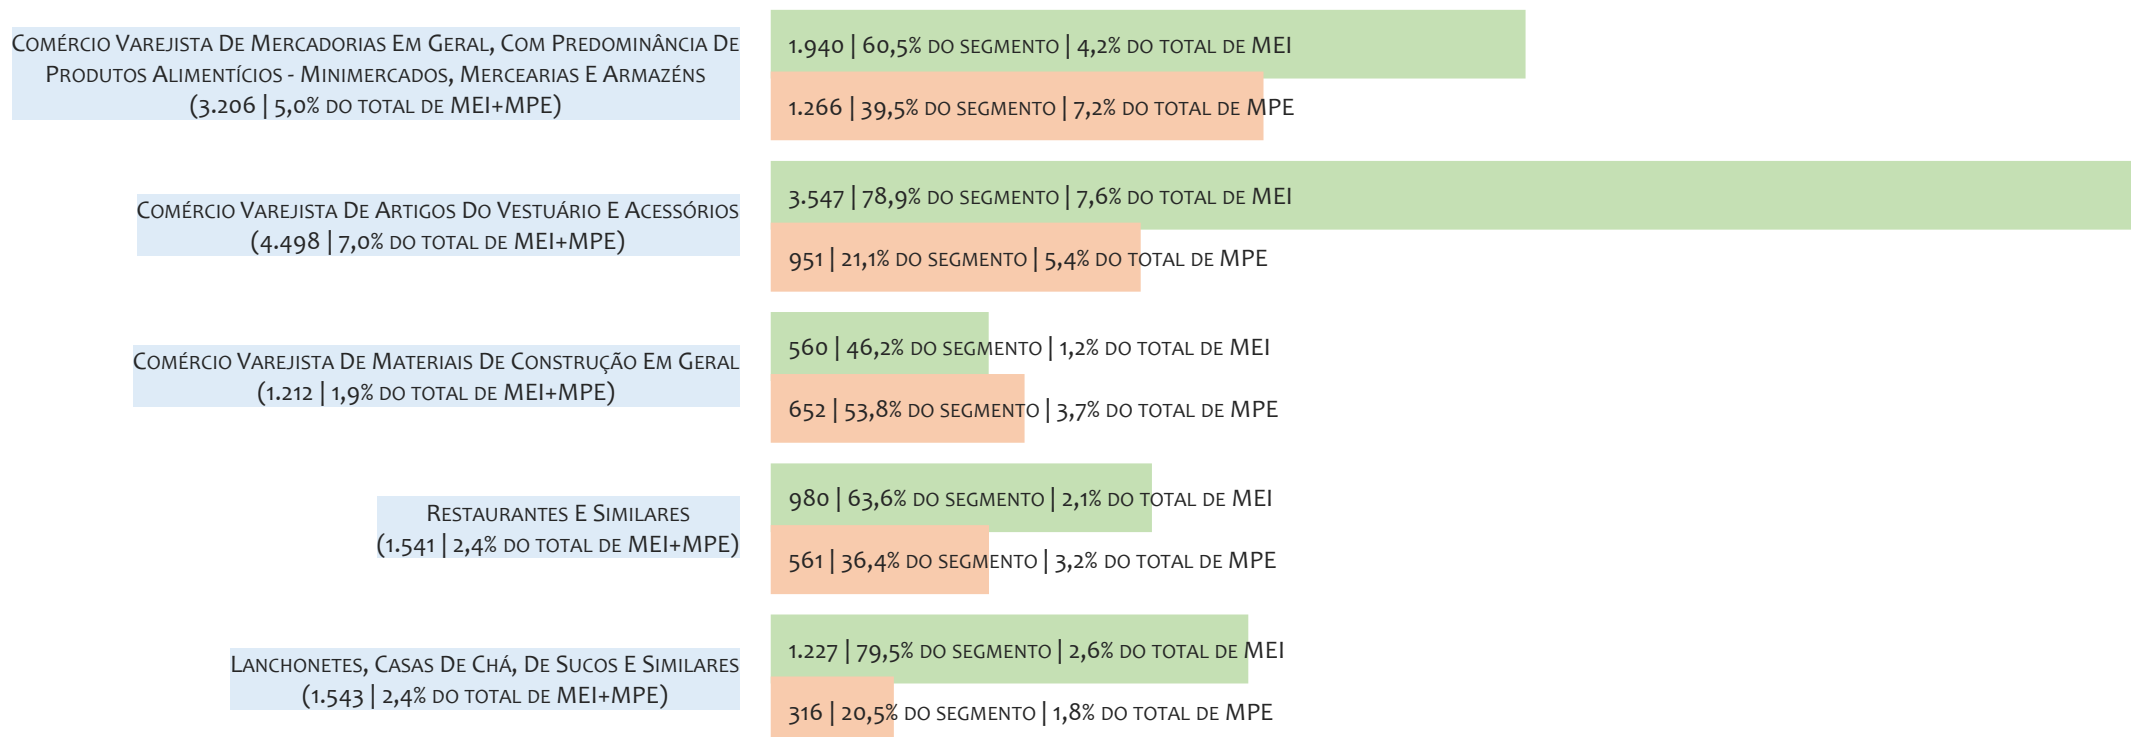 Comércio Varejista De Mercadorias Em Geral, Com Predominância De
Produtos Alimentícios - Minimercados, Mercearias E Armazéns
(3.206 | 5,0% do total de MEI+MPE)
1.940 | 60,5% do segmento | 4,2% do total de MEI
1.266 | 39,5% do segmento | 7,2% do total de MPE
Comércio Varejista De Artigos Do Vestuário E Acessórios
(4.498 | 7,0% do total de MEI+MPE)
3.547 | 78,9% do segmento | 7,6% do total de MEI
951 | 21,1% do segmento | 5,4% do total de MPE
Comércio Varejista De Materiais De Construção Em Geral
(1.212 | 1,9% do total de MEI+MPE)
560 | 46,2% do segmento | 1,2% do total de MEI
652 | 53,8% do segmento | 3,7% do total de MPE
Restaurantes E Similares
(1.541 | 2,4% do total de MEI+MPE)
980 | 63,6% do segmento | 2,1% do total de MEI
561 | 36,4% do segmento | 3,2% do total de MPE
Lanchonetes, Casas De Chá, De Sucos E Similares
(1.543 | 2,4% do total de MEI+MPE)
1.227 | 79,5% do segmento | 2,6% do total de MEI
316 | 20,5% do segmento | 1,8% do total de MPE